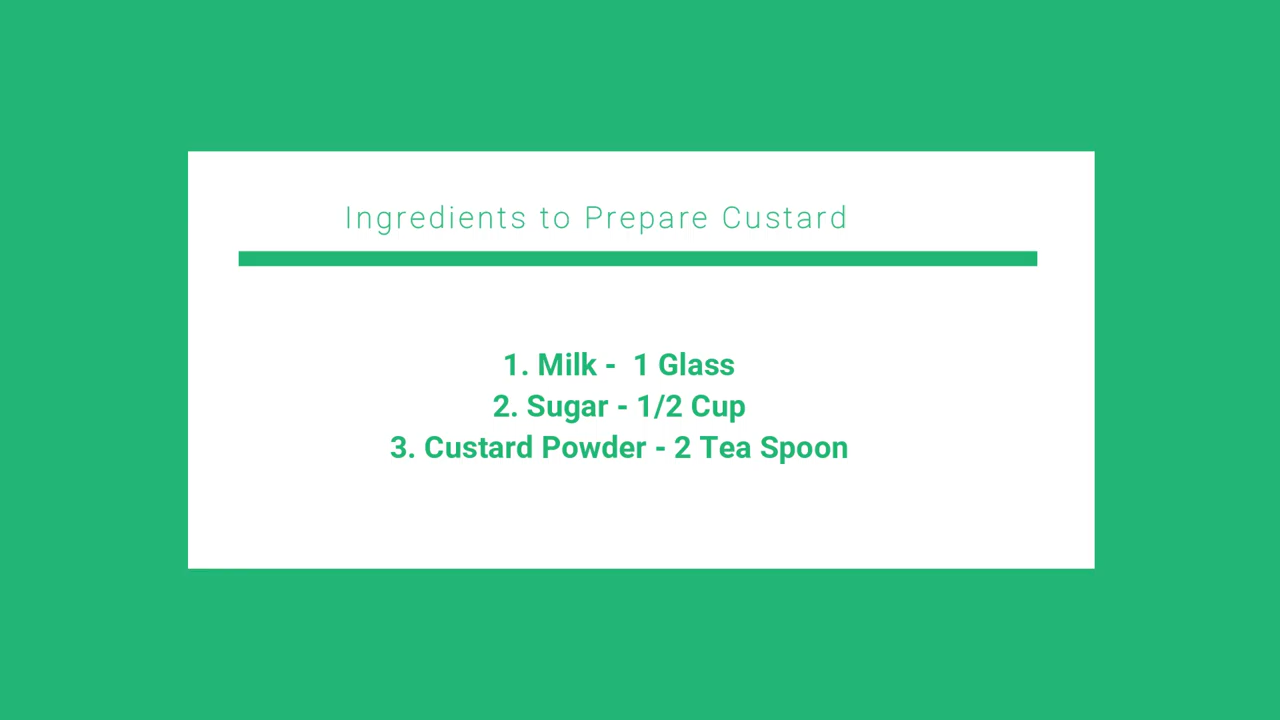 Ingredients to Prepare Custard
1. Milk -  1 Glass
2. Sugar - 1/2 Cup
3. Custard Powder - 2 Tea Spoon